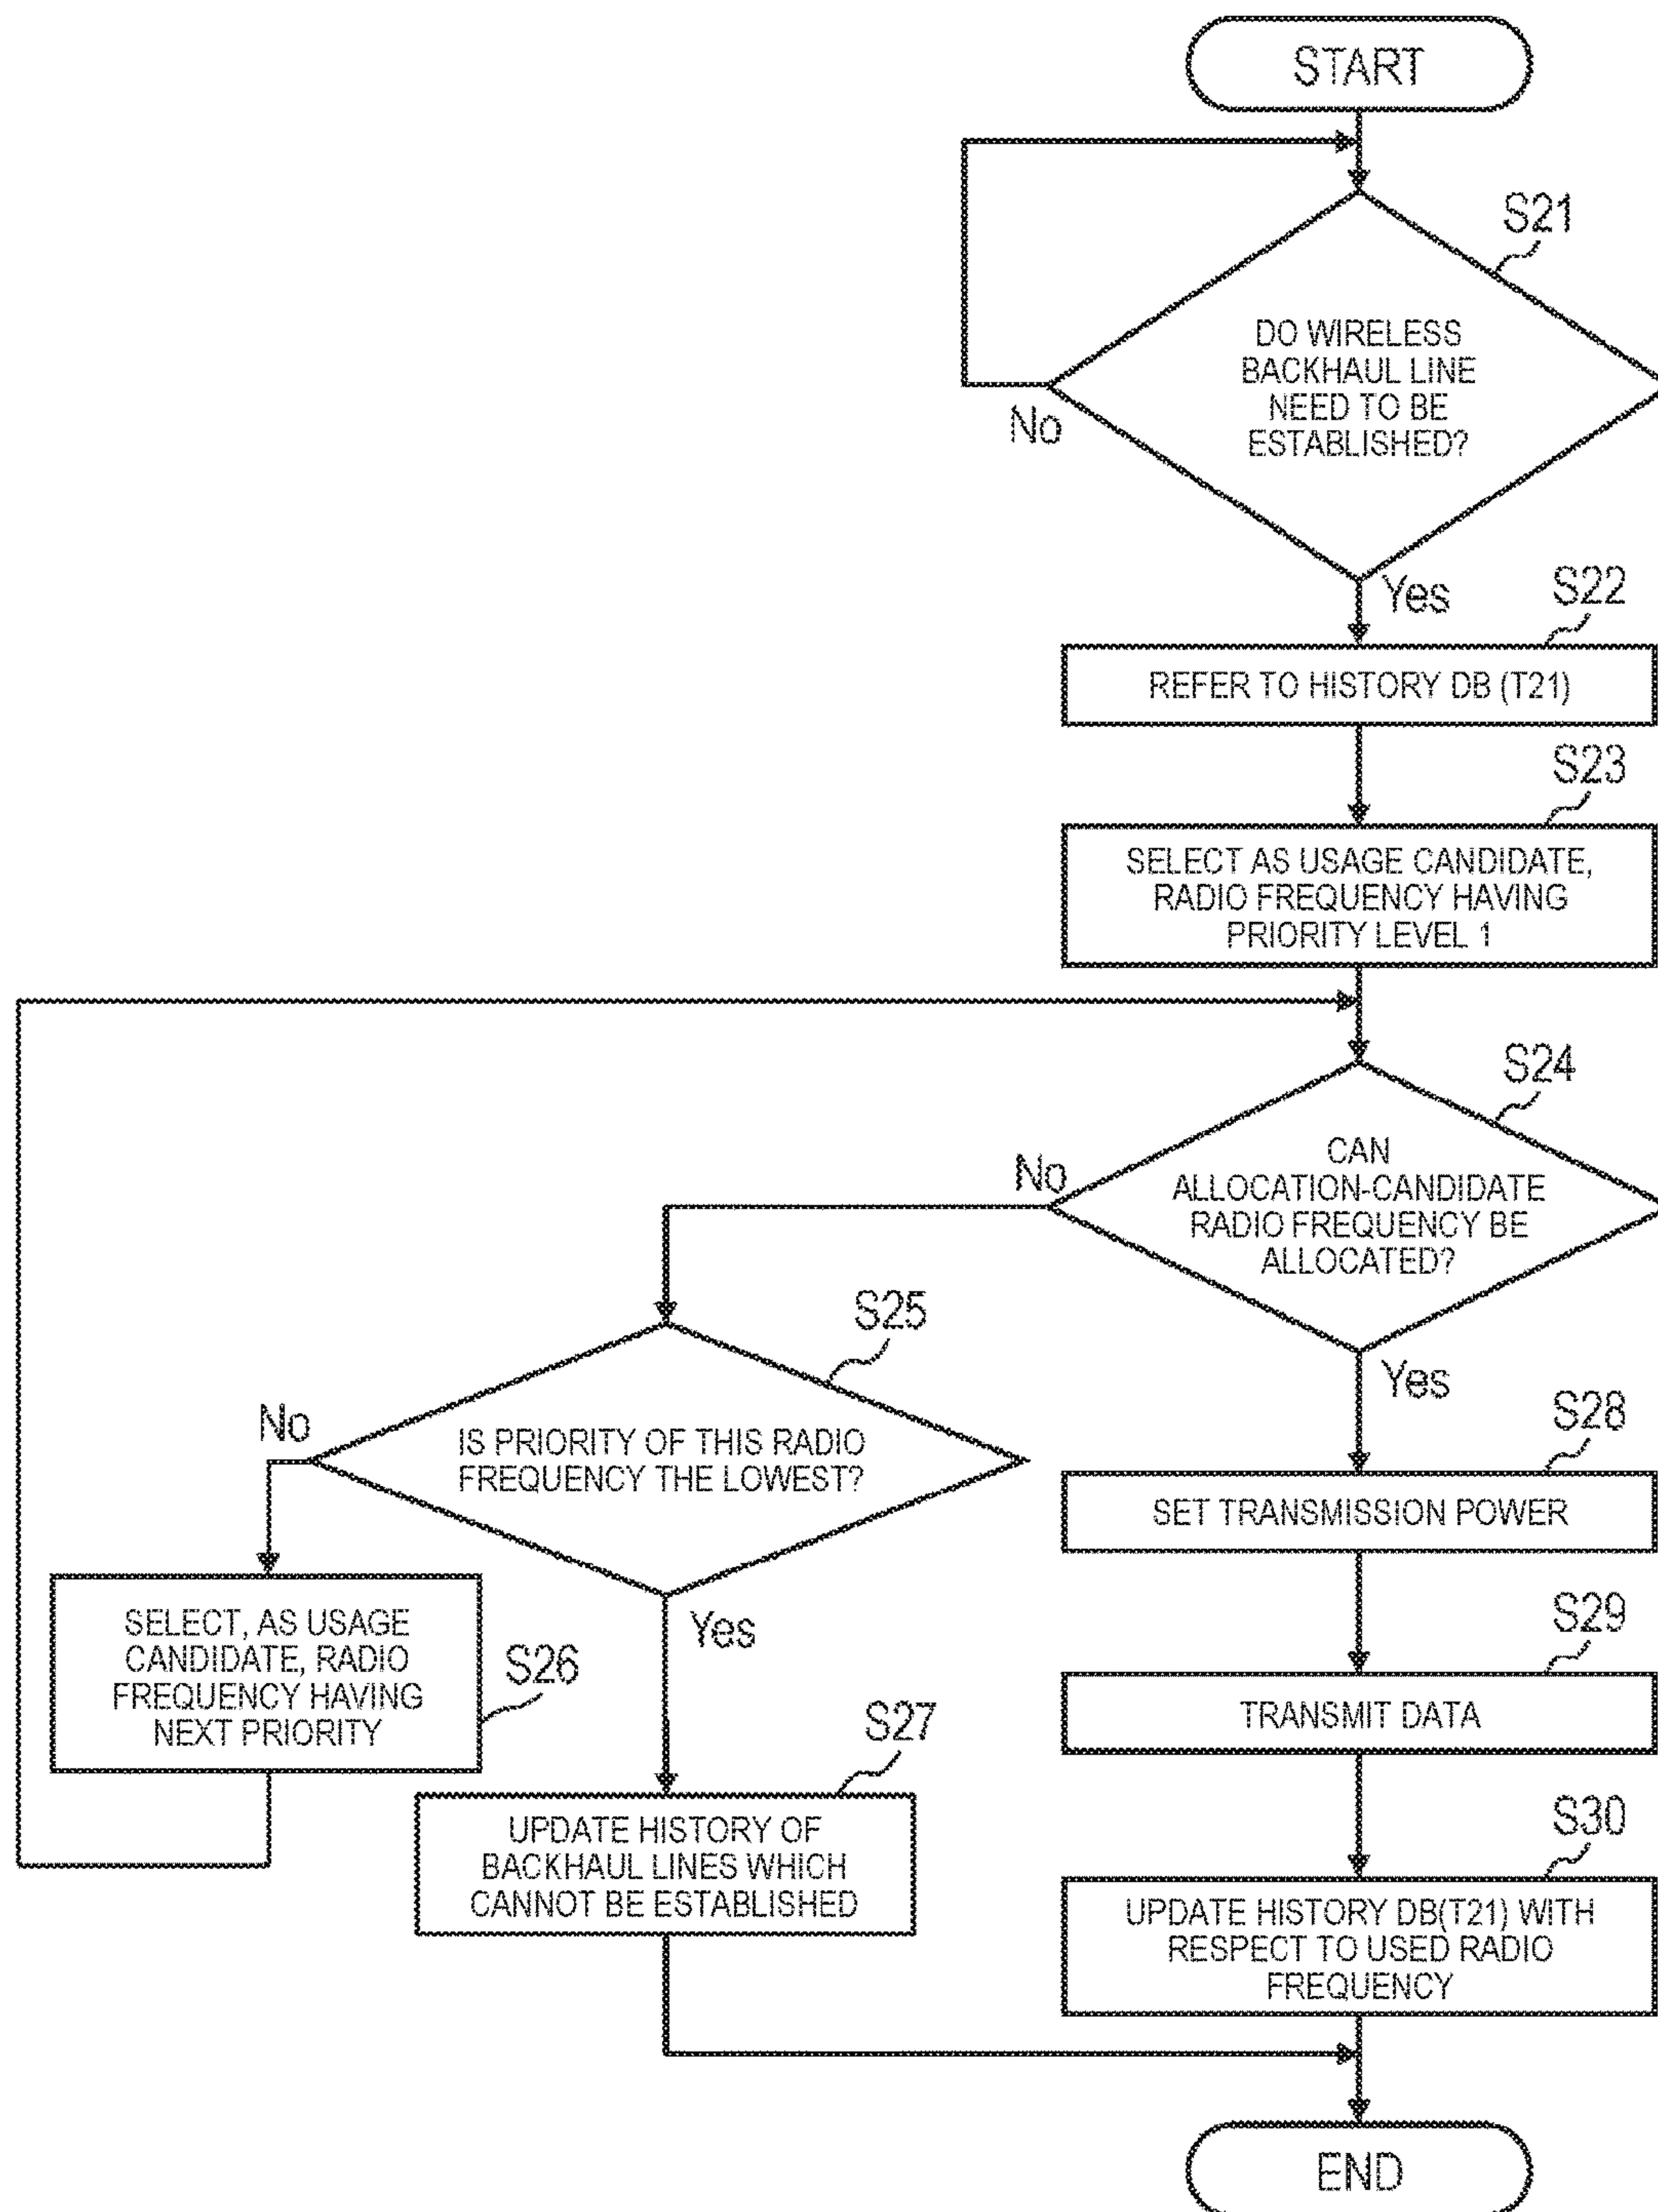 START
S21
DO WIRELESS
BACKHAUL LINE
NEED TO BE
ESTABLISHED?
No
Yes
S22
REFER TO HISTORY DB (T21)
S23
SELECT AS USAGE CANDIDATE,
RADIO FREQUENCY HAVING
PRIORITY LEVEL 1
S24
CAN
ALLOCATION-CANDIDATE
RADIO FREQUENCY BE
ALLOCATED?
No
Yes
S25
IS PRIORITY OF THIS RADIO
FREQUENCY THE LOWEST?
No
Yes
S26
SELECT, AS USAGE
CANDIDATE, RADIO
FREQUENCY HAVING
NEXT PRIORITY
S27
UPDATE HISTORY OF
BACKHAUL LINES WHICH
CANNOT BE ESTABLISHED
S28
SET TRANSMISSION POWER
S29
TRANSMIT DATA
S30
UPDATE HISTORY DB(T21) WITH
RESPECT TO USED RADIO
FREQUENCY
END